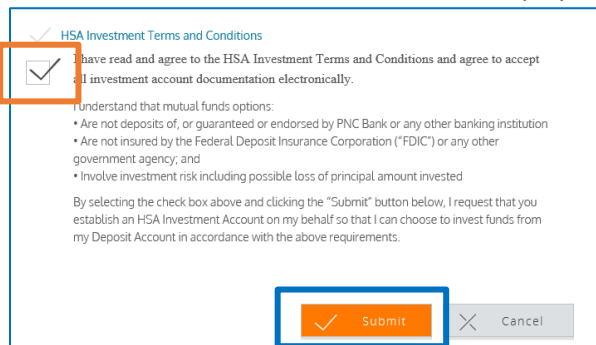 HSA Investment Terms and Conditions
I have read and agree to the HSA Investment Terms and Conditions and agree to accept
all investment account documentation electronically.
I understand that mutual funds options:
• Are not deposits of, or guaranteed or endorsed by PNC Bank or any other banking institution
• Are not insured by the Federal Deposit Insurance Corporation ("FDIC") or any other
government agency; and
• Involve investment risk including possible loss of principal amount invested
By selecting the check box above and clicking the "Submit" button below, I request that you
establish an HSA Investment Account on my behalf so that I can choose to invest funds from
my Deposit Account in accordance with the above requirements.
Submit Cancel